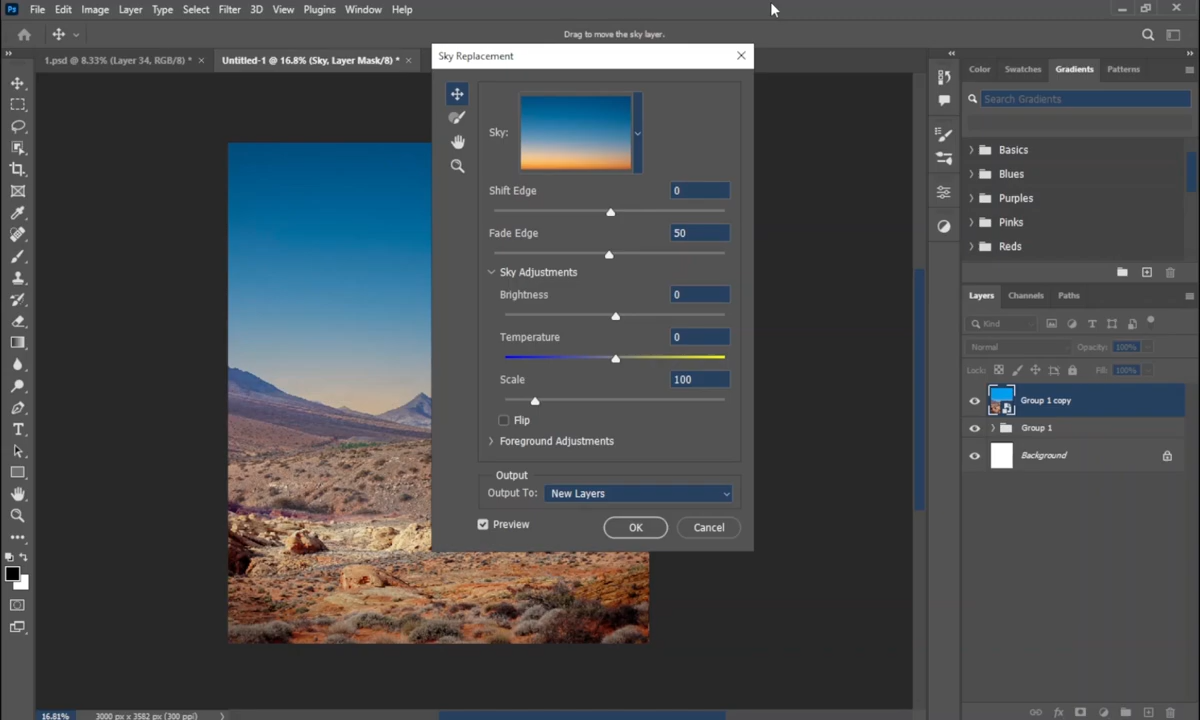 Ps File Edit Image Layer Type Select Filter 3D View Plugins Window Help
Drag to move the sky layer.
1.psd @ 8.33% (Layer 34, RGB/8) * × Untitled-1 @ 16.8% (Sky, Layer Mask/8) * ×
Sky Replacement
Sky:
Shift Edge 0
Fade Edge 50
Sky Adjustments
Brightness 0
Temperature 0
Scale 100
Flip
Foreground Adjustments
Output
Output To: New Layers
Preview OK Cancel
Color Swatches Gradients Patterns
Search Gradients
Basics
Blues
Purples
Pinks
Reds
Layers Channels Paths
Kind
Normal Opacity: 100%
Lock: Fill: 100%
Group 1 copy
Group 1
Background
16.81% 3000 px x 3582 px (300 ppi)